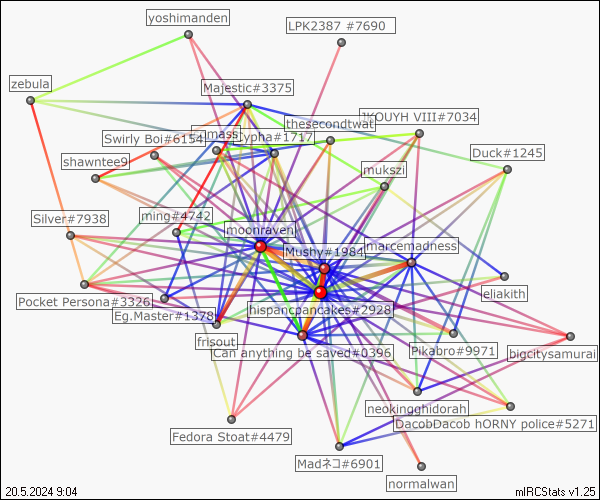 yoshimanden
LPK2387 #7690
zebula
Majestic#3375
thesecondtwat
!KOUYH VIII#7034
mass
Cypha#1717
Swirly Boi#6154
Duck#1245
shawntee9
mukszi
Silver#7938
ming#4742
moonraven
Mushy#1984
marcemadness
eliakith
Pocket Persona#3326
Eg.Master#1378
hispancpancakes#2928
frisout
Can anything be saved#0396
Pikabro#9971
bigcitysamurai
neokingghidorah
DacobDacob hORNY police#5271
Fedora Stoat#4479
Madネコ#6901
normalwan
20.5.2024 9:04
mIRCStats v1.25